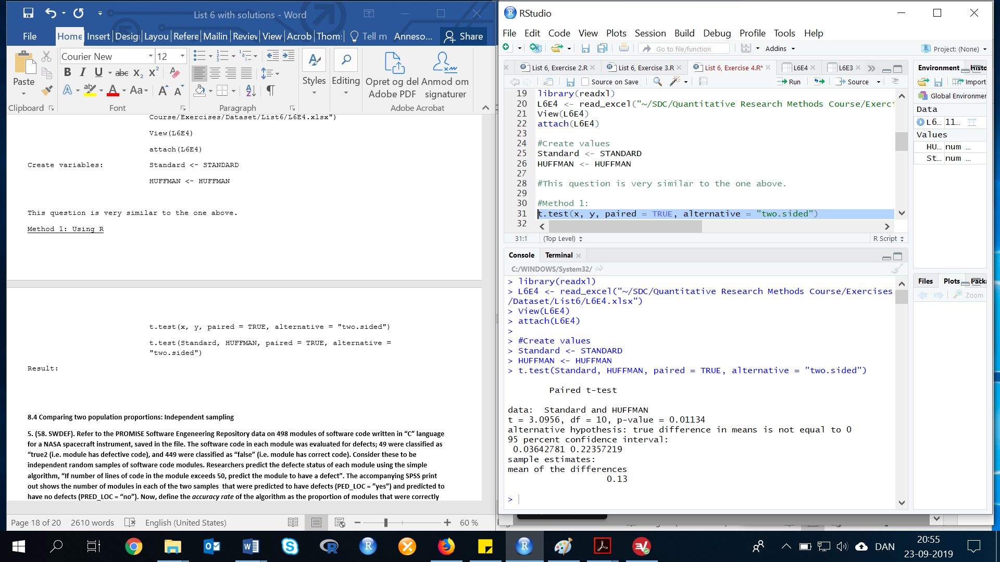 List 6 with solutions - Word
File Home Insert Desig Layou Refere Mailin Review View Acrob Thom: Tell m Anneso... Share
Courier New 12
Paste
Styles
Editing
Opret og del Adobe PDF
Anmod om signaturer
Clipboard Font Paragraph Adobe Acrobat
Course/Exercises/Dataset/List6/L6E4.xlsx")
View(L6E4)
attach(L6E4)
Create variables: Standard <- STANDARD
HUFFMAN <- HUFFMAN
This question is very similar to the one above.
Method 1: Using R
t.test(x, y, paired = TRUE, alternative = "two.sided")
t.test(Standard, HUFFMAN, paired = TRUE, alternative =
"two.sided")
Result:
8.4 Comparing two population proportions: Independent sampling
5. (58. SWDEF). Refer to the PROMISE Software Engeneering Repository data on 498 modules of software code written in “C” language
for a NASA spacecraft instrument, saved in the file. The software code in each module was evaluated for defects; 49 were classified as
“true2 (i.e. module has defective code), and 449 were classified as “false” (i.e. module has correct code). Consider these to be
independent random samples of software code modules. Researchers predict the defecte status of each module using the simple
algorithm, “If number of lines of code in the module exceeds 50, predict the module to have a defect”. The accompanying SPSS print
out shows the number of modules in each of the two samples that were predicted to have defects (PED_LOC = ”yes”) and predicted to
have no defects (PRED_LOC = “no”). Now, define the accuracy rate of the algorithm as the proportion of modules that were correctly
Page 18 of 20 2610 words English (United States) 60 %
RStudio
File Edit Code View Plots Session Build Debug Profile Tools Help
Go to file/function Addins Project: (None)
List 6, Exercise 2.R List 6, Exercise 3.R List 6, Exercise 4.R* L6E4 L6E3
Source on Save Run Source
19 library(readxl)
20 L6E4 <- read_excel("~/SDC/Quantitative Research Methods Course/Exerci
21 View(L6E4)
22 attach(L6E4)
23
24 #Create values
25 Standard <- STANDARD
26 HUFFMAN <- HUFFMAN
27
28 #This question is very similar to the one above.
29
30 #Method 1:
31 t.test(x, y, paired = TRUE, alternative = "two.sided")
32
31:1 (Top Level) R Script
Console Terminal
C:/WINDOWS/System32/
> library(readxl)
> L6E4 <- read_excel("~/SDC/Quantitative Research Methods Course/Exercises
/Dataset/List6/L6E4.xlsx")
> View(L6E4)
> attach(L6E4)
>
> #Create values
> Standard <- STANDARD
> HUFFMAN <- HUFFMAN
> t.test(Standard, HUFFMAN, paired = TRUE, alternative = "two.sided")
Paired t-test
data: Standard and HUFFMAN
t = 3.0956, df = 10, p-value = 0.01134
alternative hypothesis: true difference in means is not equal to 0
95 percent confidence interval:
0.03642781 0.22357219
sample estimates:
mean of the differences
0.13
>
Environment Histo
Import
Global Environmer
Data
L6... 11...
Values
HU... num ...
St... num ...
Files Plots Packa
Zoom
DAN
20:55
23-09-2019